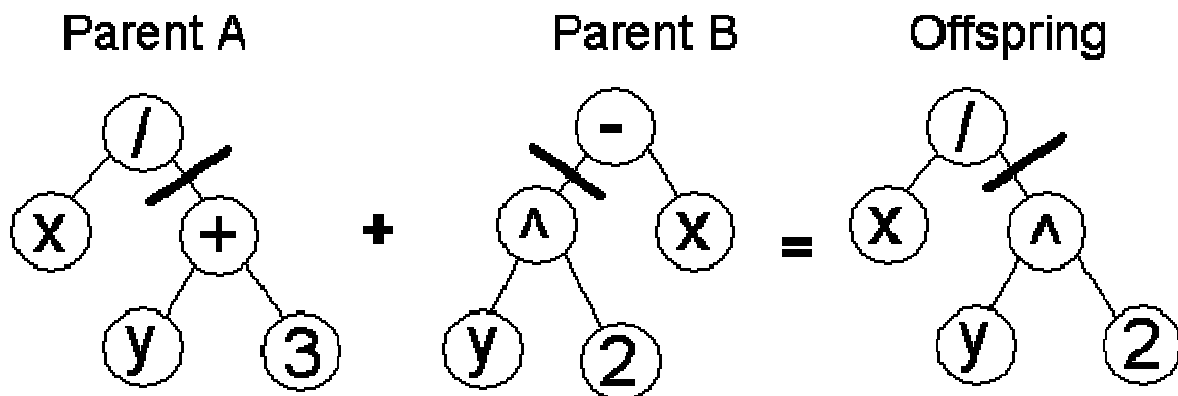 Parent A Parent B Offspring
/ - /
x + + ^ x = x ^
y 3 y 2 y 2